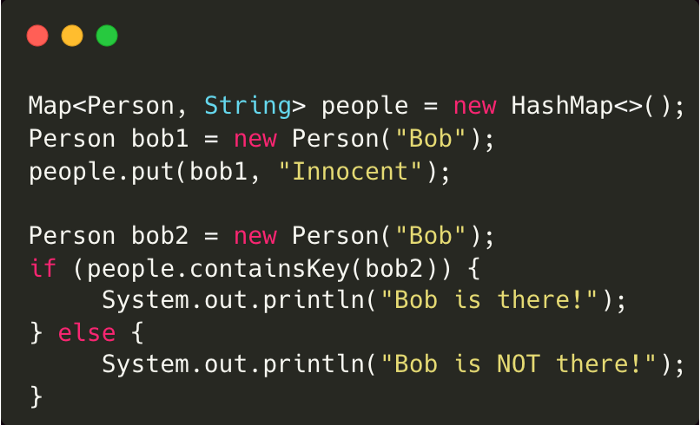 Map<Person, String> people = new HashMap<>();
Person bob1 = new Person("Bob");
people.put(bob1, "Innocent");

Person bob2 = new Person("Bob");
if (people.containsKey(bob2)) {
     System.out.println("Bob is there!");
} else {
     System.out.println("Bob is NOT there!");
}